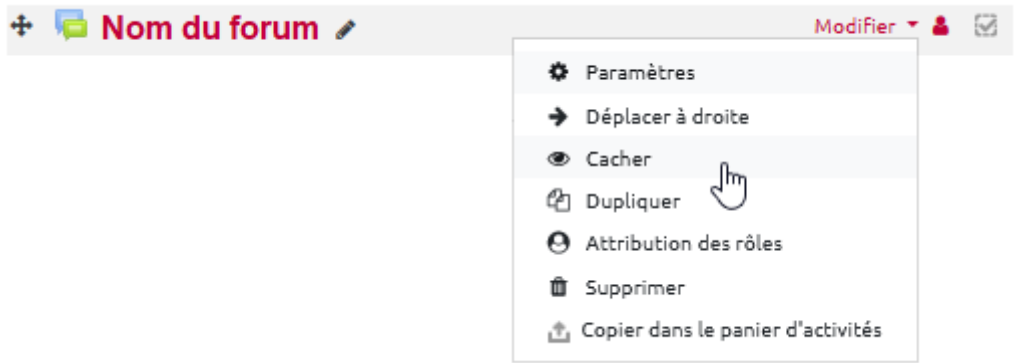 Nom du forum
Modifier
Paramètres
Déplacer à droite
Cacher
Dupliquer
Attribution des rôles
Supprimer
Copier dans le panier d'activités